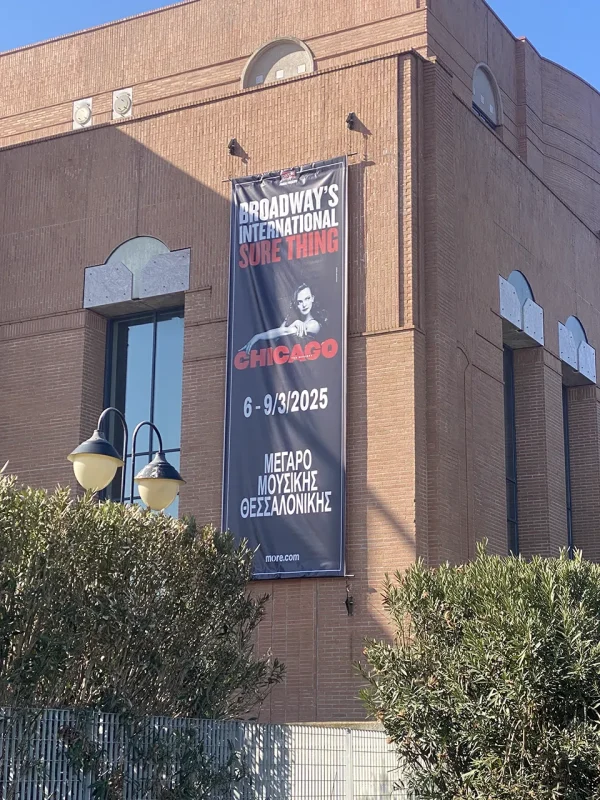 BROADWAY'S
INTERNATIONAL
SURE THING
CHICAGO
6 - 9/3/2025
ΜΕΓΑΡΟ
ΜΟΥΣΙΚΗΣ
ΘΕΣΣΑΛΟΝΙΚΗΣ
more.com